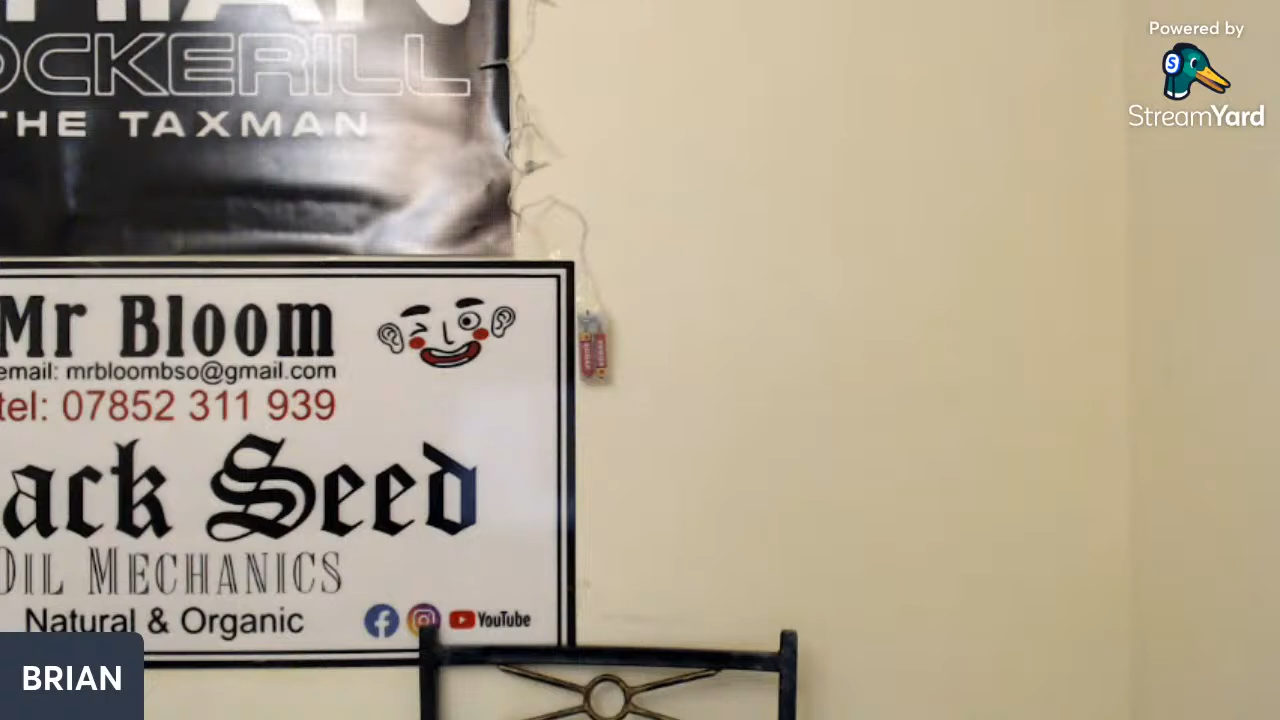 Powered by
StreamYard
OCKERILL
THE TAXMAN
Mr Bloom
email: mrbloombso@gmail.com
tel: 07852 311 939
ack Seed
OIL MECHANICS
Natural & Organic
YouTube
BRIAN